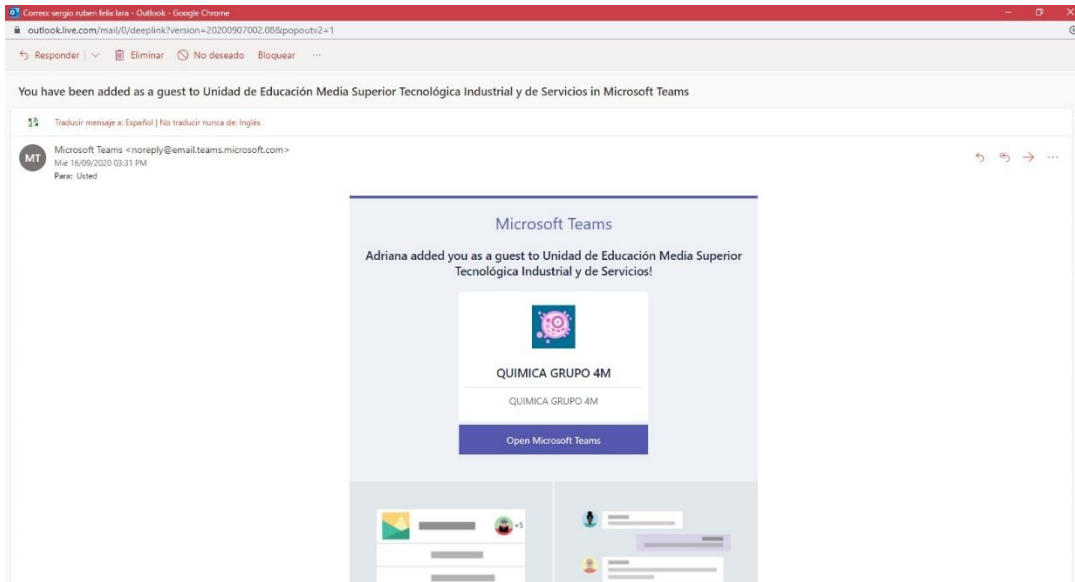 Correo: sergio ruben felix lara - Outlook - Google Chrome
outlook.live.com/mail/0/deeplink?version=20200907002.08&popoutv2=1
Responder Eliminar No deseado Bloquear ...
You have been added as a guest to Unidad de Educación Media Superior Tecnológica Industrial y de Servicios in Microsoft Teams
Traducir mensaje a: Español | No traducir nunca de: Inglés
MT
Microsoft Teams <noreply@email.teams.microsoft.com>
Mié 16/09/2020 03:31 PM
Para: Usted
Microsoft Teams
Adriana added you as a guest to Unidad de Educación Media Superior
Tecnológica Industrial y de Servicios!
QUIMICA GRUPO 4M
QUIMICA GRUPO 4M
Open Microsoft Teams
+5